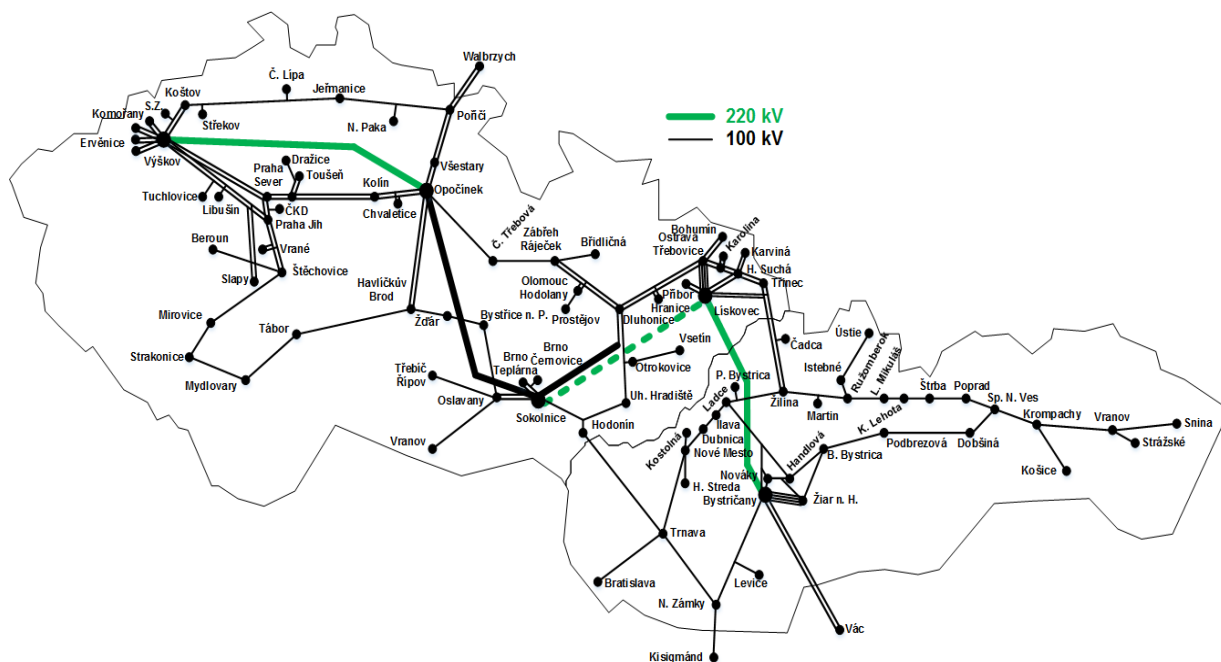 Walbrzych
Č. Lípa
Jeřmanice
Koštov
S.Z.
Komořany
Střekov
N. Paka
Poříčí
Ervěnice
Výškov
220 kV
100 kV
Dražice
Praha
Sever
Toušeň
Kolín
Všestary
Opočínek
Tuchlovice
Libušín
ČKD
Chvaletice
Praha Jih
Beroun
Vrané
Slapy
Štěchovice
Č. Třebová
Zábřeh
Ráječek
Břidličná
Bohumín
Ostrava
Třebovice
Karolina
Karviná
H. Suchá
Třinec
Olomouc
Hodolany
Příbor
Hranice
Lískovec
Prostějov
Dluhonice
Havlíčkův
Brod
Mirovice
Tábor
Žďár
Bystřice n. P.
Vsetín
Čadca
Ústie
Strakonice
Mydlovary
Brno
Teplárna
Brno
Černovice
Otrokovice
Istebné
Ružomberok
L. Mikuláš
Třebíč
Řípov
Oslavany
Sokolnice
P. Bystrica
Ladce
Žilina
Martin
Štrba
Poprad
Sp. N. Ves
Uh. Hradiště
Hodonín
Ilava
Dubnica
Nové Mesto
Kostolná
Handlová
K. Lehota
Krompachy
Vranov
Snina
Vranov
B. Bystrica
Podbrezová
Dobšiná
Strážské
Košice
Nováky
H. Streda
Bystričany
Žiar n. H.
Trnava
Bratislava
Levice
N. Zámky
Vác
Kisigmánd